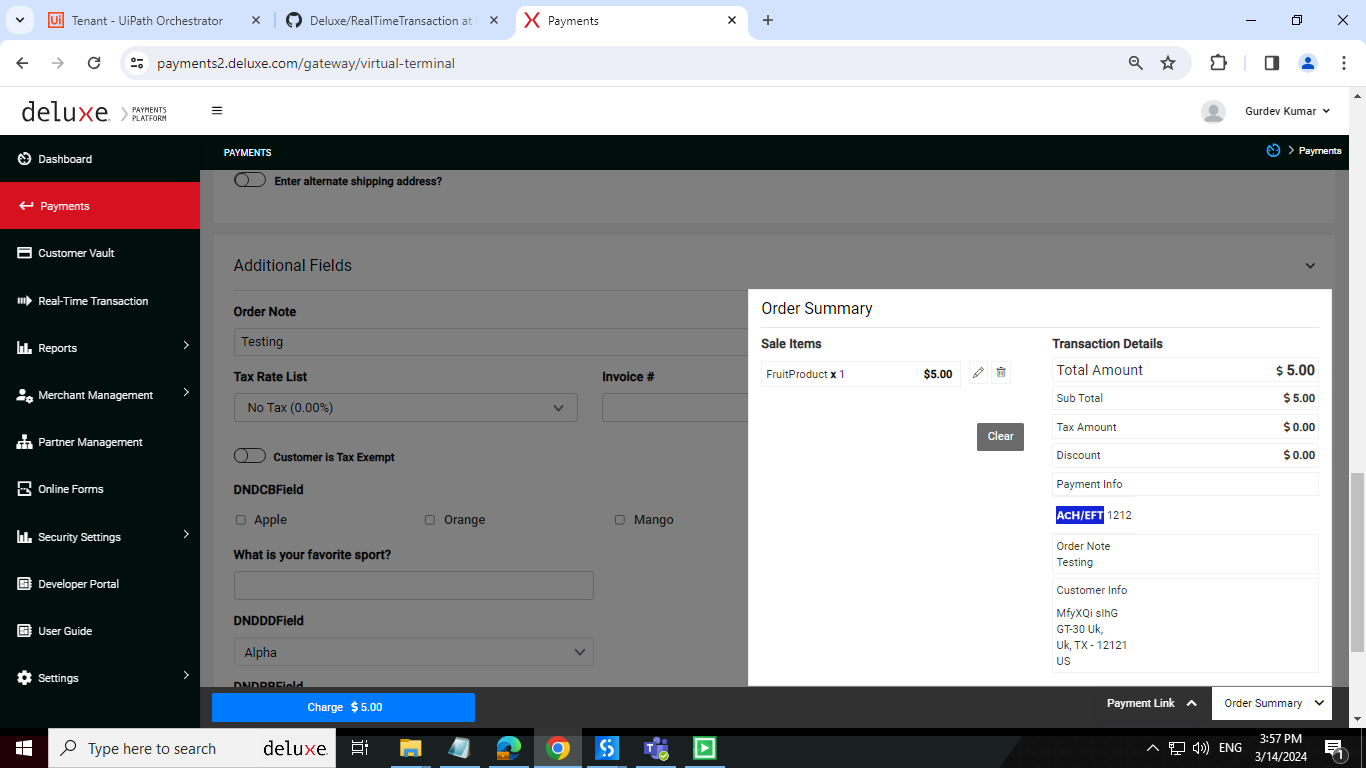 Tenant - UiPath Orchestrator
Deluxe/RealTimeTransaction at
Payments
payments2.deluxe.com/gateway/virtual-terminal
deluxe. PAYMENTS PLATFORM
Gurdev Kumar
Dashboard
Payments
Customer Vault
Real-Time Transaction
Reports
Merchant Management
Partner Management
Online Forms
Security Settings
Developer Portal
User Guide
Settings
PAYMENTS
Payments
Enter alternate shipping address?
Additional Fields
Order Note
Testing
Tax Rate List
Invoice #
No Tax (0.00%)
Customer is Tax Exempt
DNDCBField
Apple
Orange
Mango
What is your favorite sport?
DNDDDField
Alpha
Order Summary
Sale Items
FruitProduct x 1 $5.00
Clear
Transaction Details
Total Amount $ 5.00
Sub Total $ 5.00
Tax Amount $ 0.00
Discount $ 0.00
Payment Info
ACH/EFT 1212
Order Note
Testing
Customer Info
MfyXQi sIhG
GT-30 Uk,
Uk, TX - 12121
US
Charge $ 5.00
Payment Link
Order Summary
Type here to search
deluxe.
ENG
3:57 PM
3/14/2024
1